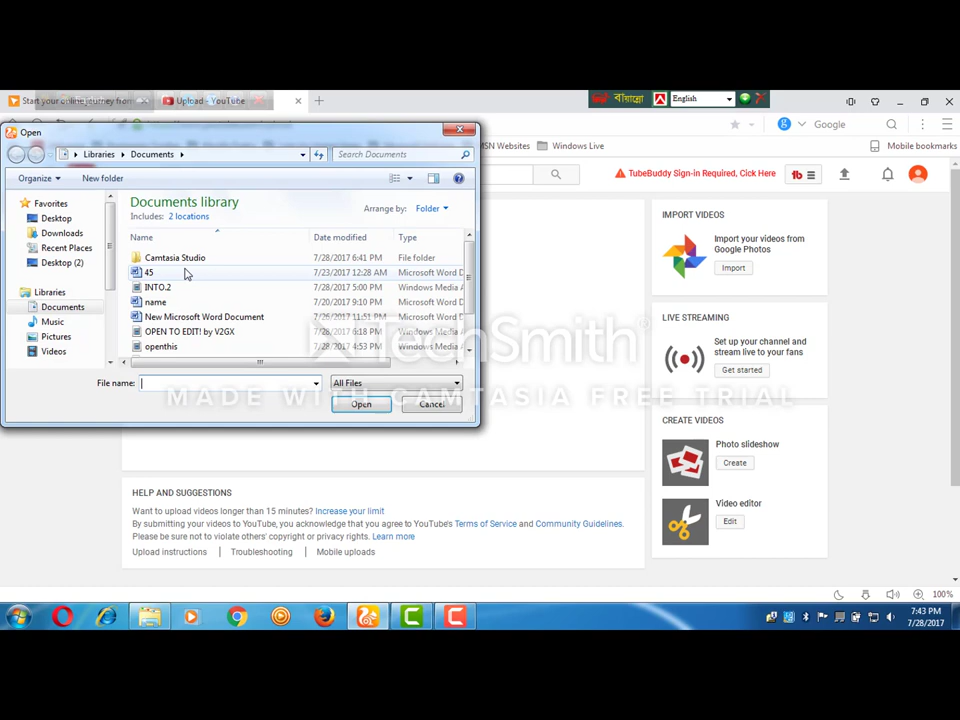 Start your online journey from
Upload - YouTube
বায়ান্নো
English
Open
Libraries
Documents
Search Documents
Google
MSN Websites
Windows Live
Mobile bookmarks
Organize
New folder
TubeBuddy Sign-in Required, Click Here
tb
Favorites
Desktop
Downloads
Recent Places
Desktop (2)
Libraries
Documents
Music
Pictures
Videos
Documents library
Includes: 2 locations
Arrange by: Folder
Name Date modified Type
Camtasia Studio 7/28/2017 6:41 PM File folder
45 7/23/2017 12:28 AM Microsoft Word D
INTO.2 7/28/2017 5:00 PM Windows Media A
name 7/20/2017 9:10 PM Microsoft Word D
New Microsoft Word Document 7/26/2017 11:51 PM Microsoft Word D
OPEN TO EDIT! by V2GX 7/28/2017 6:18 PM Windows Media A
openthis 7/28/2017 4:53 PM Windows Media A
File name:
All Files
Open
Cancel
TechSmith
MADE WITH CAMTASIA FREE TRIAL
IMPORT VIDEOS
Import your videos from
Google Photos
Import
LIVE STREAMING
Set up your channel and
stream live to your fans
Get started
CREATE VIDEOS
Photo slideshow
Create
Video editor
Edit
HELP AND SUGGESTIONS
Want to upload videos longer than 15 minutes? Increase your limit
By submitting your videos to YouTube, you acknowledge that you agree to YouTube's Terms of Service and Community Guidelines.
Please be sure not to violate others' copyright or privacy rights. Learn more
Upload instructions | Troubleshooting | Mobile uploads
100%
7:43 PM
7/28/2017